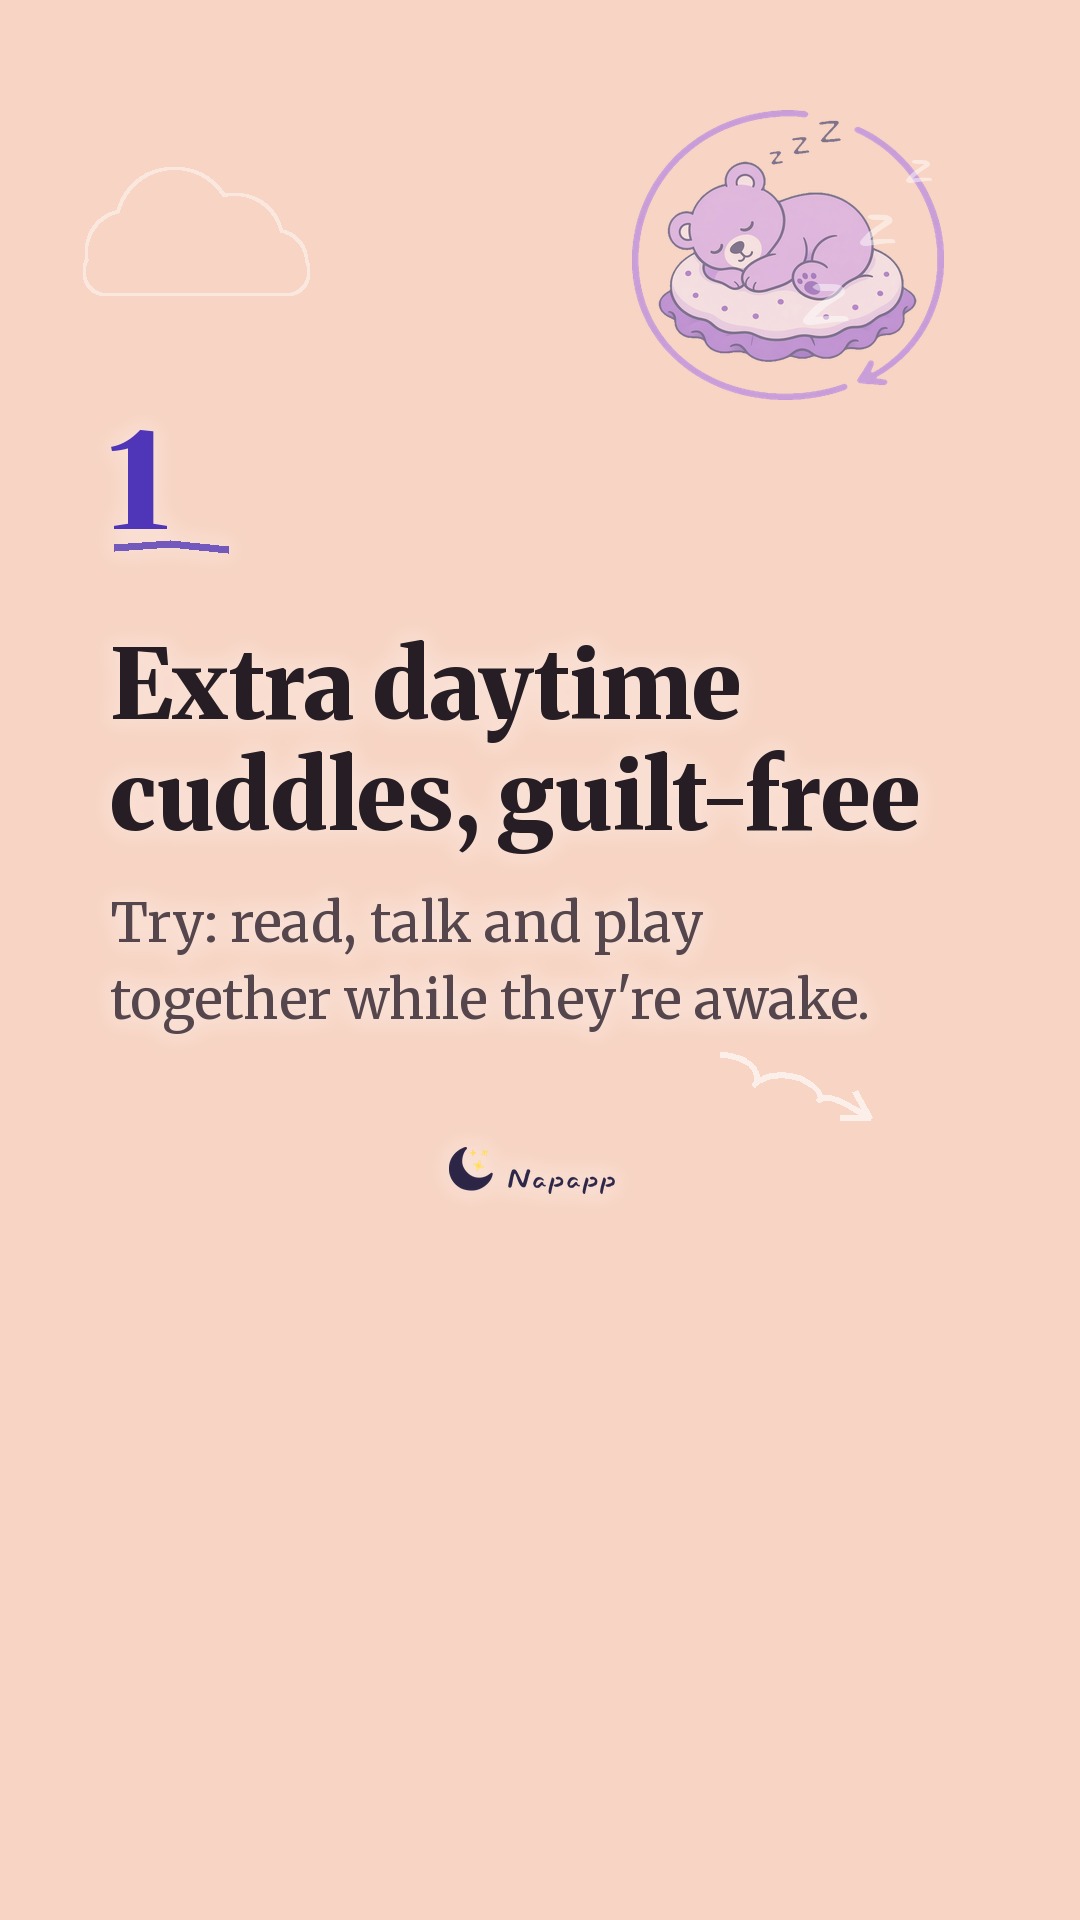 z z Z
z
z
z
1
Extra daytime
cuddles, guilt-free
Try: read, talk and play
together while they're awake.
Napapp